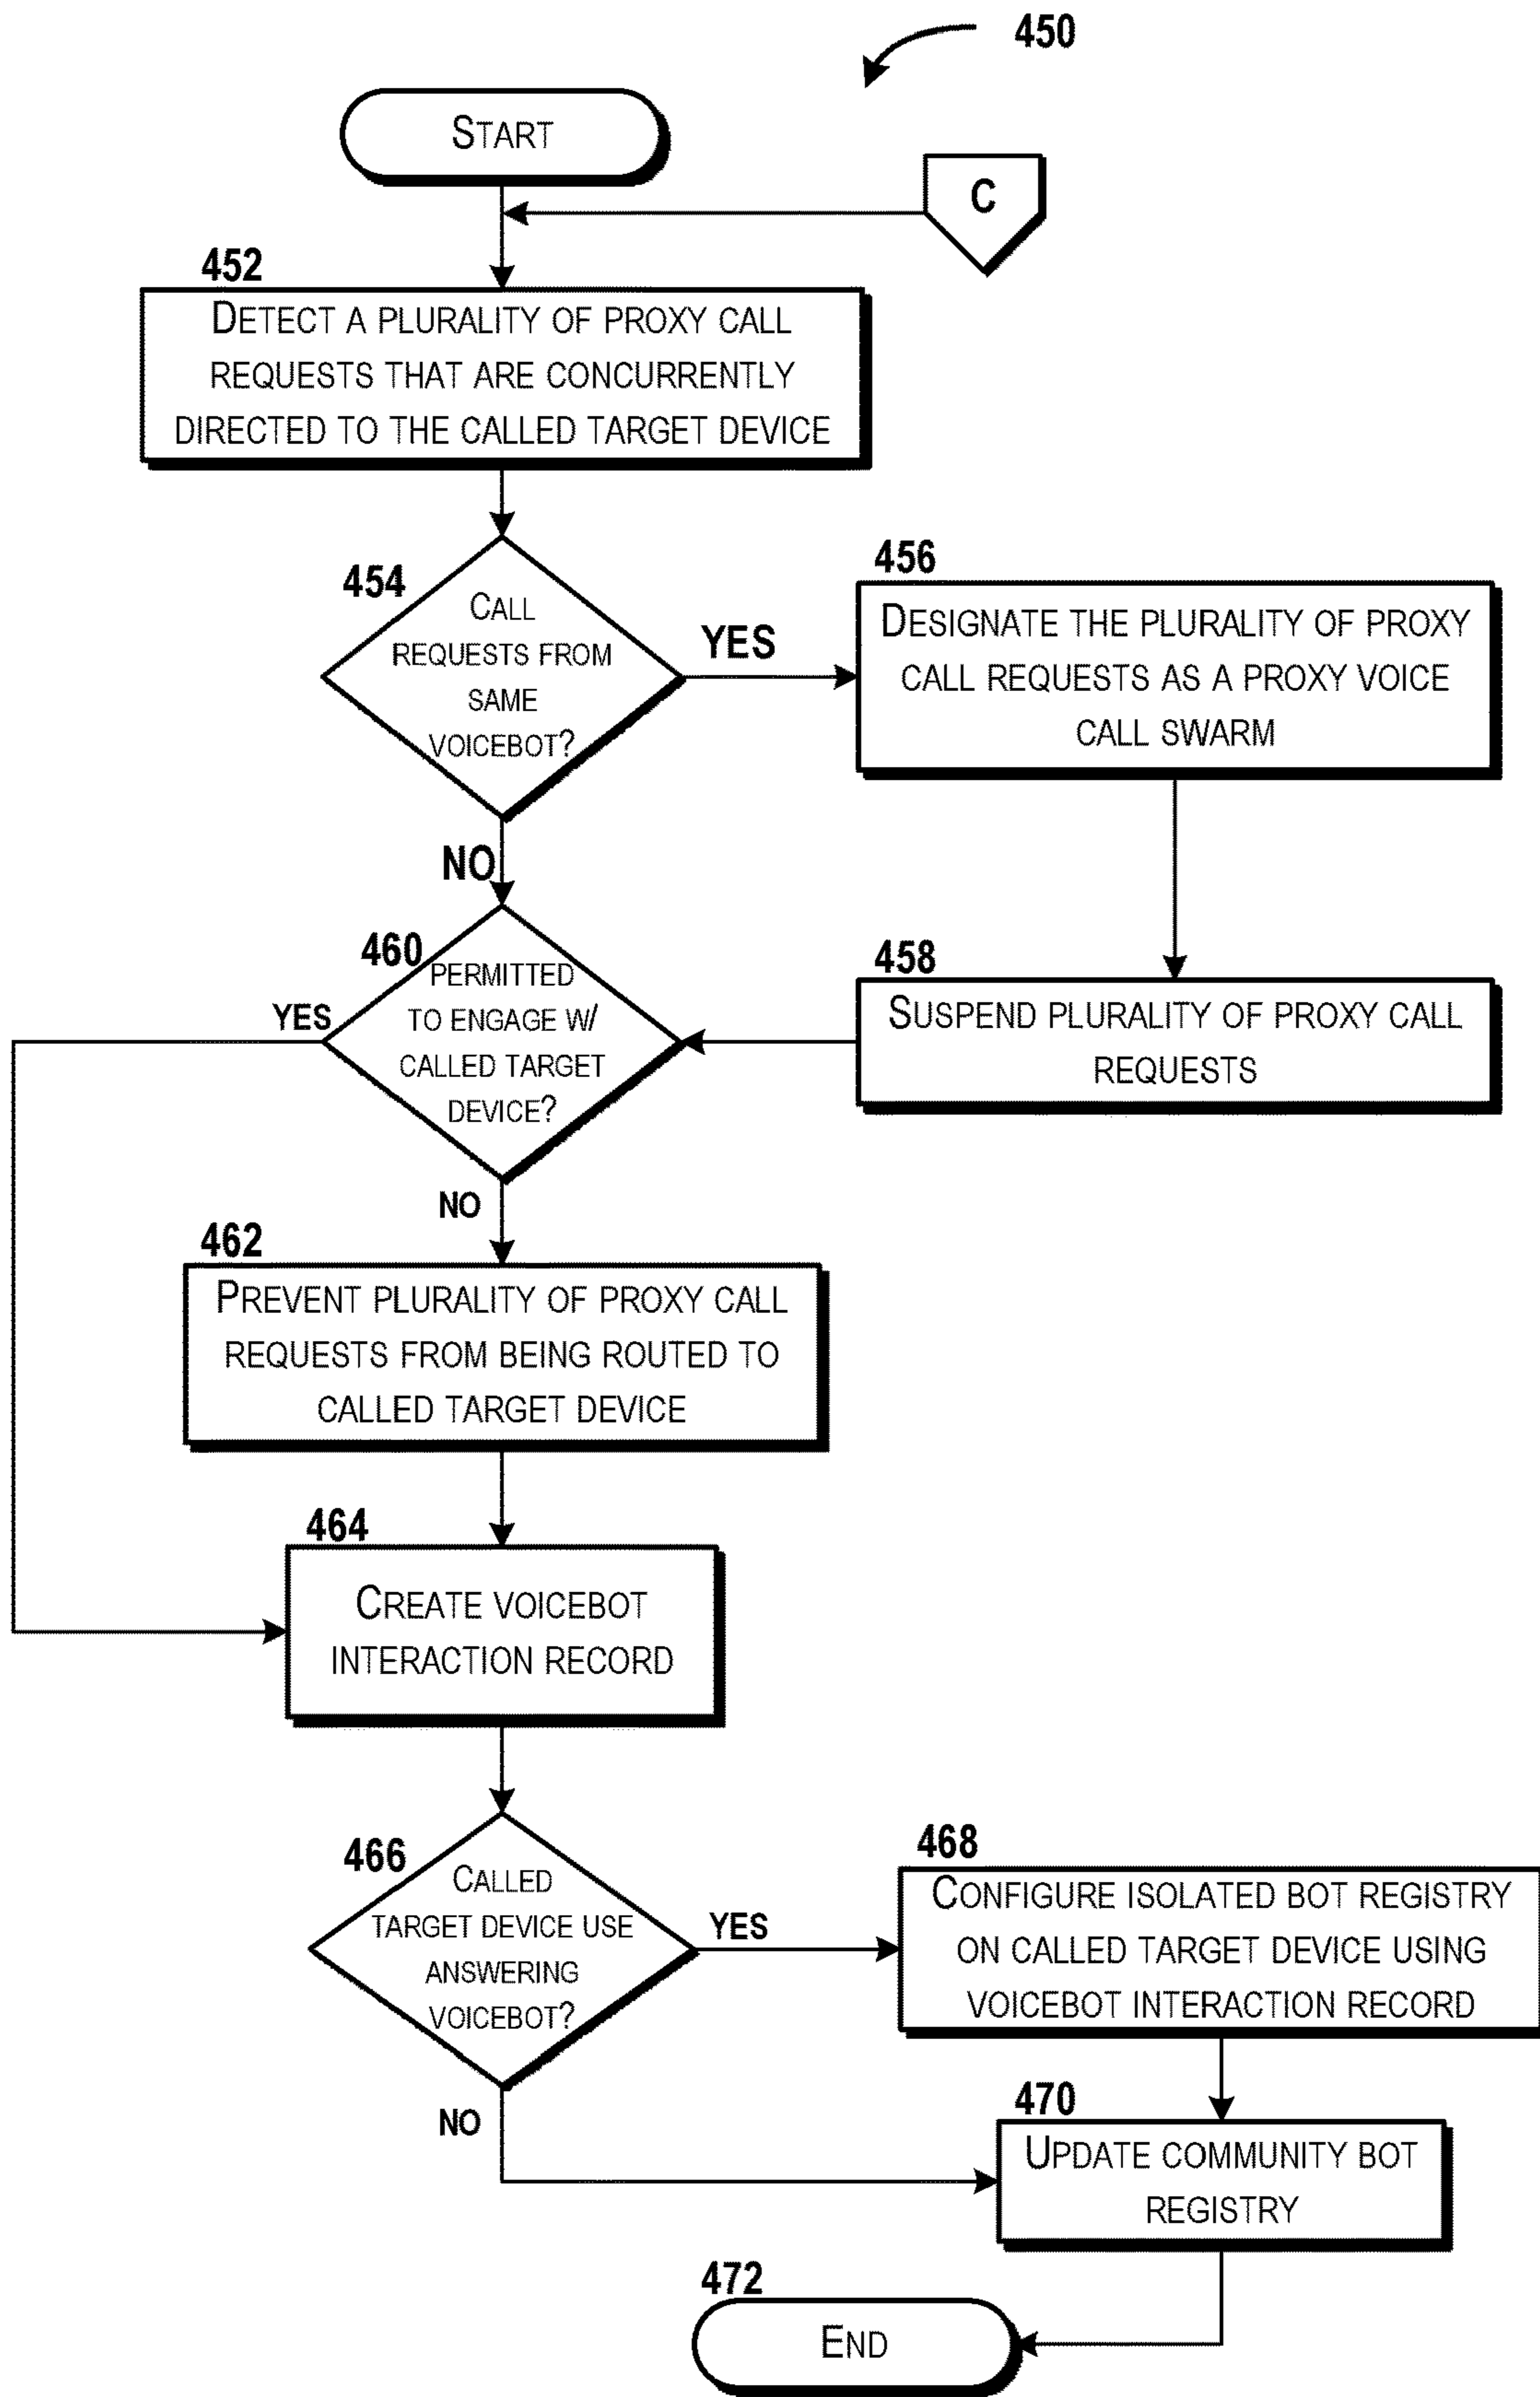 450
START
C
452
DETECT A PLURALITY OF PROXY CALL
REQUESTS THAT ARE CONCURRENTLY
DIRECTED TO THE CALLED TARGET DEVICE
454
CALL
REQUESTS FROM
SAME
VOICEBOT?
YES
456
DESIGNATE THE PLURALITY OF PROXY
CALL REQUESTS AS A PROXY VOICE
CALL SWARM
NO
458
SUSPEND PLURALITY OF PROXY CALL
REQUESTS
460
PERMITTED
TO ENGAGE W/
CALLED TARGET
DEVICE?
YES
NO
462
PREVENT PLURALITY OF PROXY CALL
REQUESTS FROM BEING ROUTED TO
CALLED TARGET DEVICE
464
CREATE VOICEBOT
INTERACTION RECORD
466
CALLED
TARGET DEVICE USE
ANSWERING
VOICEBOT?
YES
468
CONFIGURE ISOLATED BOT REGISTRY
ON CALLED TARGET DEVICE USING
VOICEBOT INTERACTION RECORD
NO
470
UPDATE COMMUNITY BOT
REGISTRY
472
END